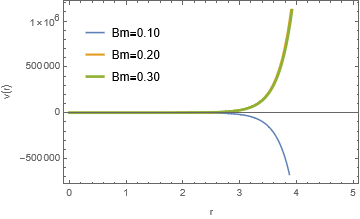 1×10⁶
500000
0
-500000
v(r)
Bm=0.10
Bm=0.20
Bm=0.30
0 1 2 3 4 5
r